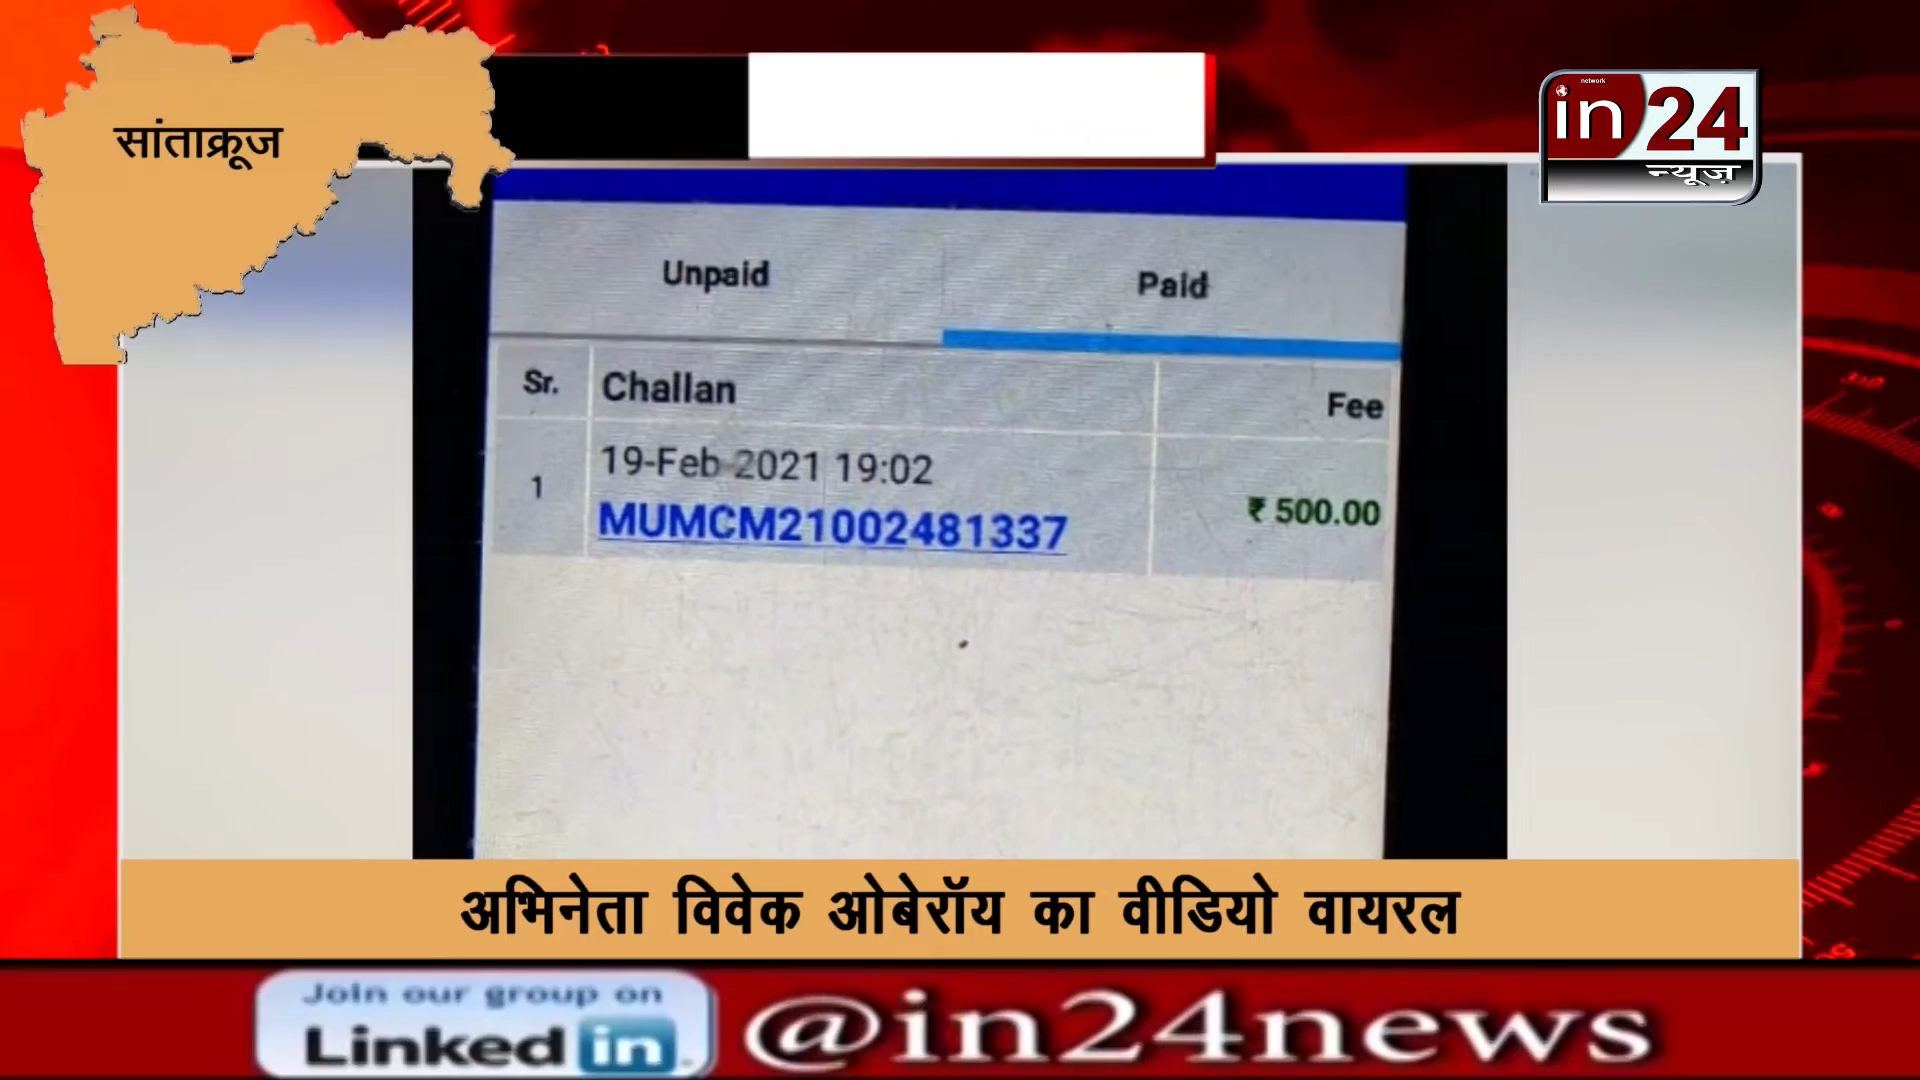 सांताक्रूज
network
in 24
न्यूज़
Unpaid
Paid
Sr.
Challan
Fee
1
19-Feb-2021 19:02
MUMCM21002481337
₹ 500.00
अभिनेता विवेक ओबेरॉय का वीडियो वायरल
Join our group on
Linked in
@in24news